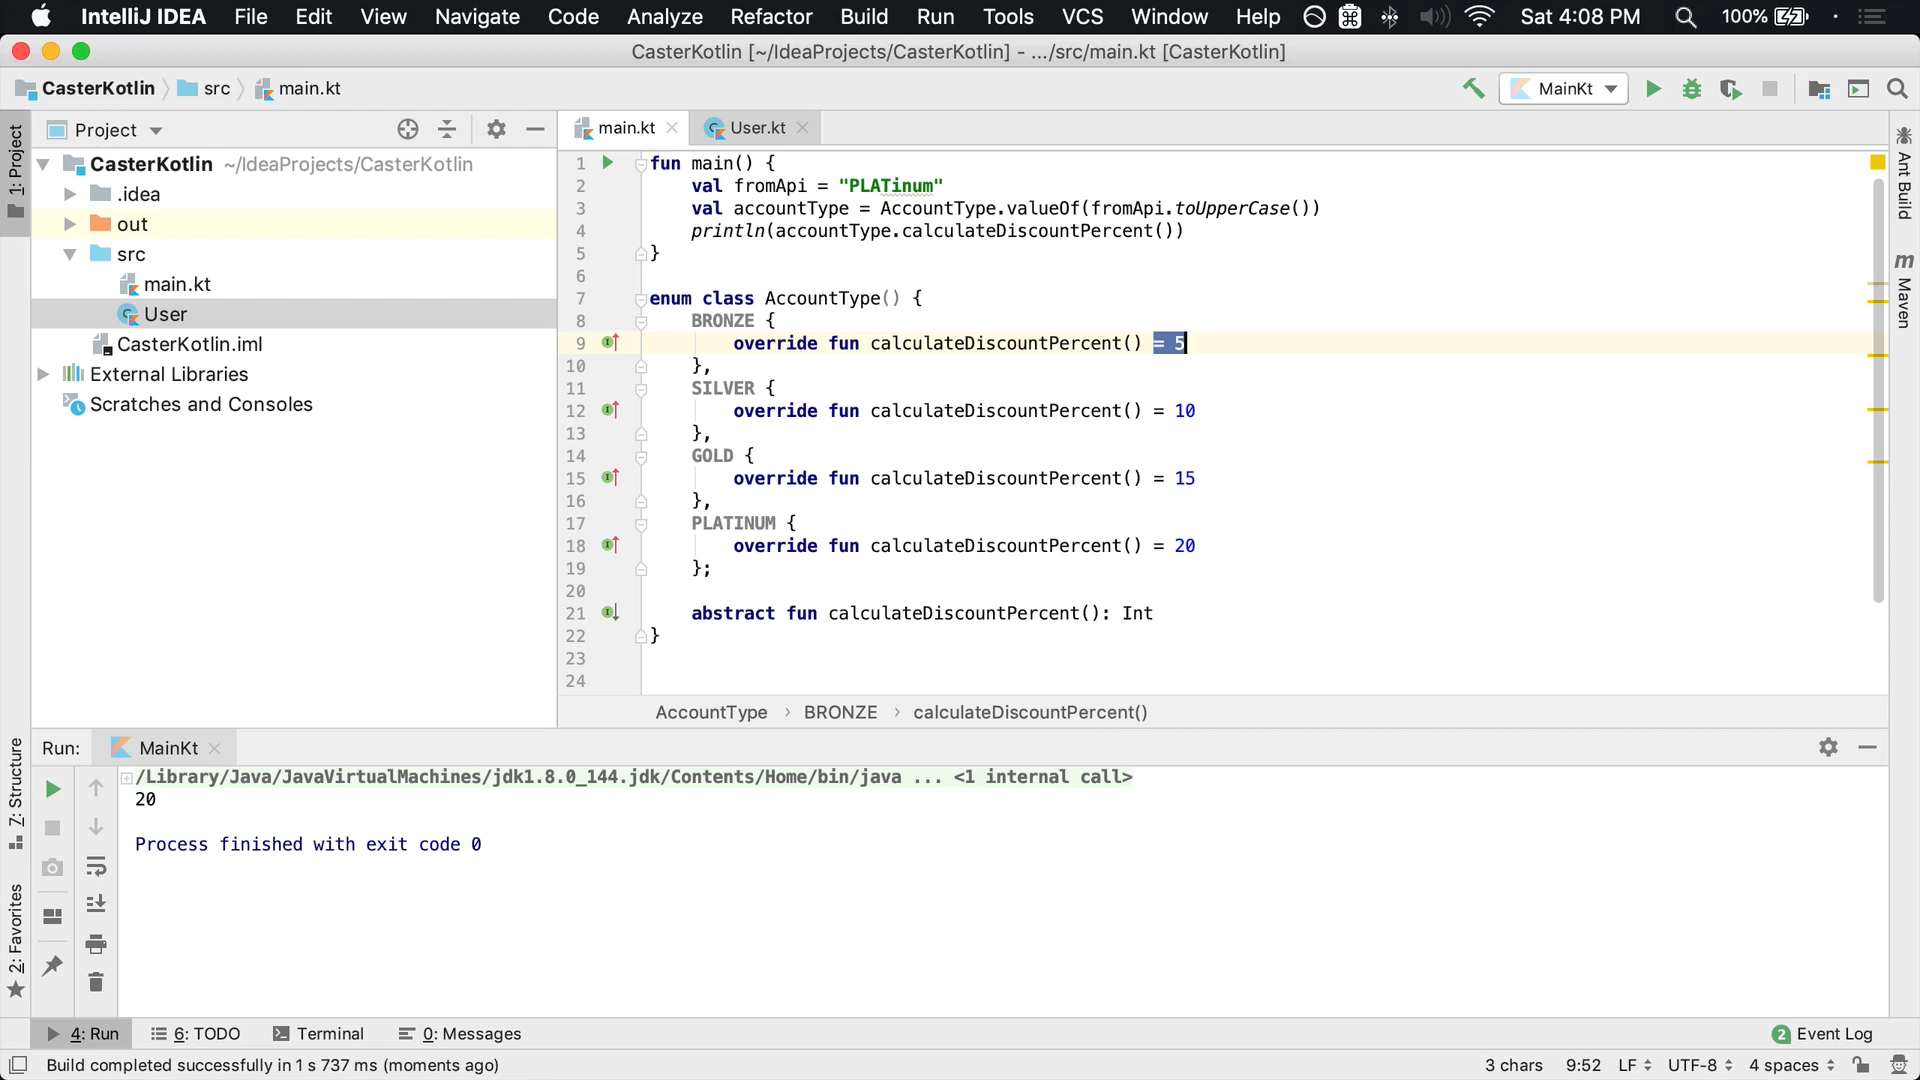 IntelliJ IDEA File Edit View Navigate Code Analyze Refactor Build Run Tools VCS Window Help Sat 4:08 PM 100%
CasterKotlin [~/IdeaProjects/CasterKotlin] - .../src/main.kt [CasterKotlin]
CasterKotlin src main.kt MainKt
1: Project
Project
CasterKotlin ~/IdeaProjects/CasterKotlin
.idea
out
src
main.kt
User
CasterKotlin.iml
External Libraries
Scratches and Consoles
main.kt User.kt
1 fun main() {
2 val fromApi = "PLATinum"
3 val accountType = AccountType.valueOf(fromApi.toUpperCase())
4 println(accountType.calculateDiscountPercent())
5 }
6
7 enum class AccountType() {
8 BRONZE {
9 override fun calculateDiscountPercent() = 5
10 },
11 SILVER {
12 override fun calculateDiscountPercent() = 10
13 },
14 GOLD {
15 override fun calculateDiscountPercent() = 15
16 },
17 PLATINUM {
18 override fun calculateDiscountPercent() = 20
19 };
20
21 abstract fun calculateDiscountPercent(): Int
22 }
23
24
AccountType › BRONZE › calculateDiscountPercent()
Ant Build
m Maven
Run: MainKt
/Library/Java/JavaVirtualMachines/jdk1.8.0_144.jdk/Contents/Home/bin/java ... <1 internal call>
20
Process finished with exit code 0
Z: Structure
2: Favorites
4: Run 6: TODO Terminal 0: Messages 2 Event Log
Build completed successfully in 1 s 737 ms (moments ago) 3 chars 9:52 LF UTF-8 4 spaces